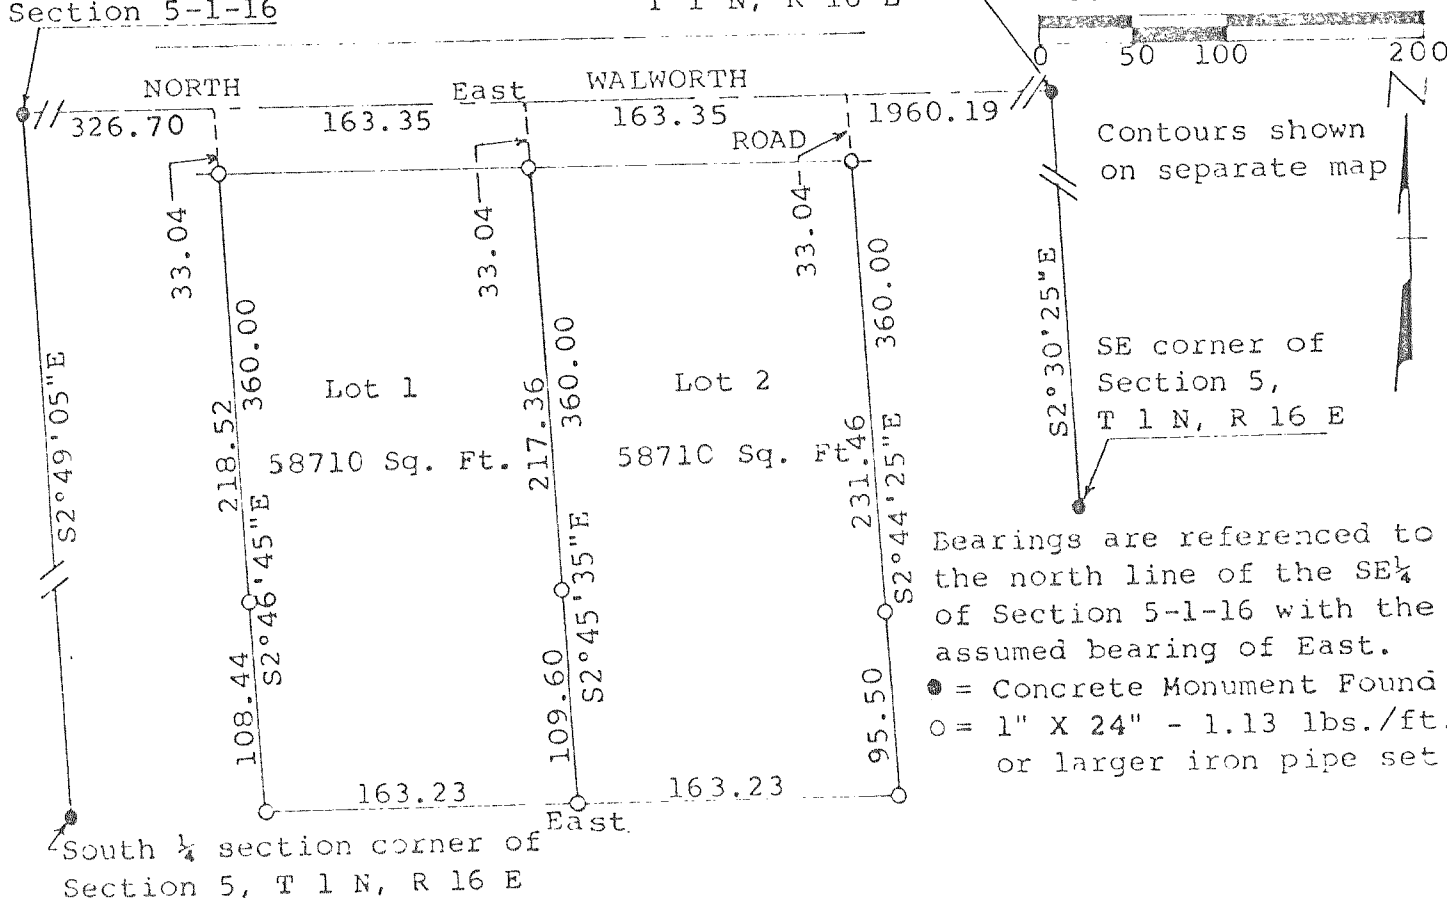 Section 5-1-16
T 1 N, R 16 E
0 50 100 200
NORTH East WALWORTH
326.70 163.35 163.35 1960.19
ROAD
Contours shown
on separate map
N
33.04
33.04
33.04
S2°49'05"E
218.52
360.00
Lot 1
58710 Sq. Ft.
217.36
360.00
Lot 2
5871C Sq. Ft
231.46
360.00
S2°44'25"E
S2°30'25"E
SE corner of
Section 5,
T 1 N, R 16 E
S2°46'45"E
S2°45'35"E
108.44
109.60
95.50
Bearings are referenced to
the north line of the SE¼
of Section 5-1-16 with the
assumed bearing of East.
● = Concrete Monument Found
○ = 1" X 24" - 1.13 lbs./ft.
or larger iron pipe set
163.23 163.23
East
South ¼ section corner of
Section 5, T 1 N, R 16 E